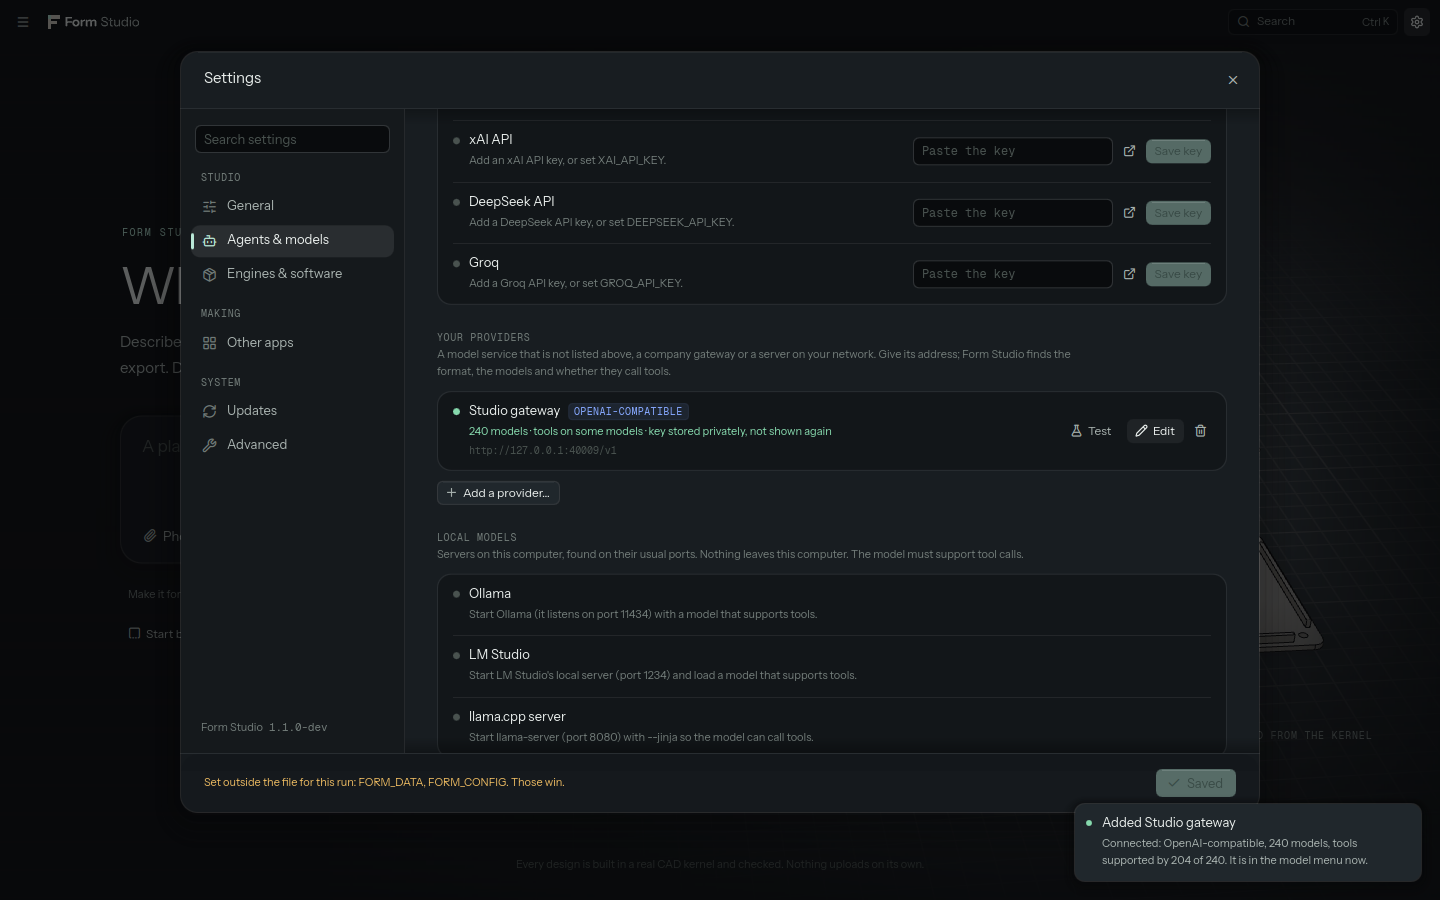 Form Studio
Search Ctrl K
Settings
Search settings
STUDIO
General
Agents & models
Engines & software
MAKING
Other apps
SYSTEM
Updates
Advanced
Form Studio 1.1.0-dev
xAI API
Add an xAI API key, or set XAI_API_KEY.
Paste the key
Save key
DeepSeek API
Add a DeepSeek API key, or set DEEPSEEK_API_KEY.
Paste the key
Save key
Groq
Add a Groq API key, or set GROQ_API_KEY.
Paste the key
Save key
YOUR PROVIDERS
A model service that is not listed above, a company gateway or a server on your network. Give its address; Form Studio finds the
format, the models and whether they call tools.
Studio gateway OPENAI-COMPATIBLE
240 models · tools on some models · key stored privately, not shown again
http://127.0.0.1:40009/v1
Test
Edit
Add a provider...
LOCAL MODELS
Servers on this computer, found on their usual ports. Nothing leaves this computer. The model must support tool calls.
Ollama
Start Ollama (it listens on port 11434) with a model that supports tools.
LM Studio
Start LM Studio's local server (port 1234) and load a model that supports tools.
llama.cpp server
Start llama-server (port 8080) with --jinja so the model can call tools.
Set outside the file for this run: FORM_DATA, FORM_CONFIG. Those win.
Saved
Added Studio gateway
Connected: OpenAI-compatible, 240 models, tools
supported by 204 of 240. It is in the model menu now.
FORM STU
Describe
export. D
A pla
Make it for
Start b
FROM THE KERNEL
Every design is built in a real CAD kernel and checked. Nothing uploads on its own.